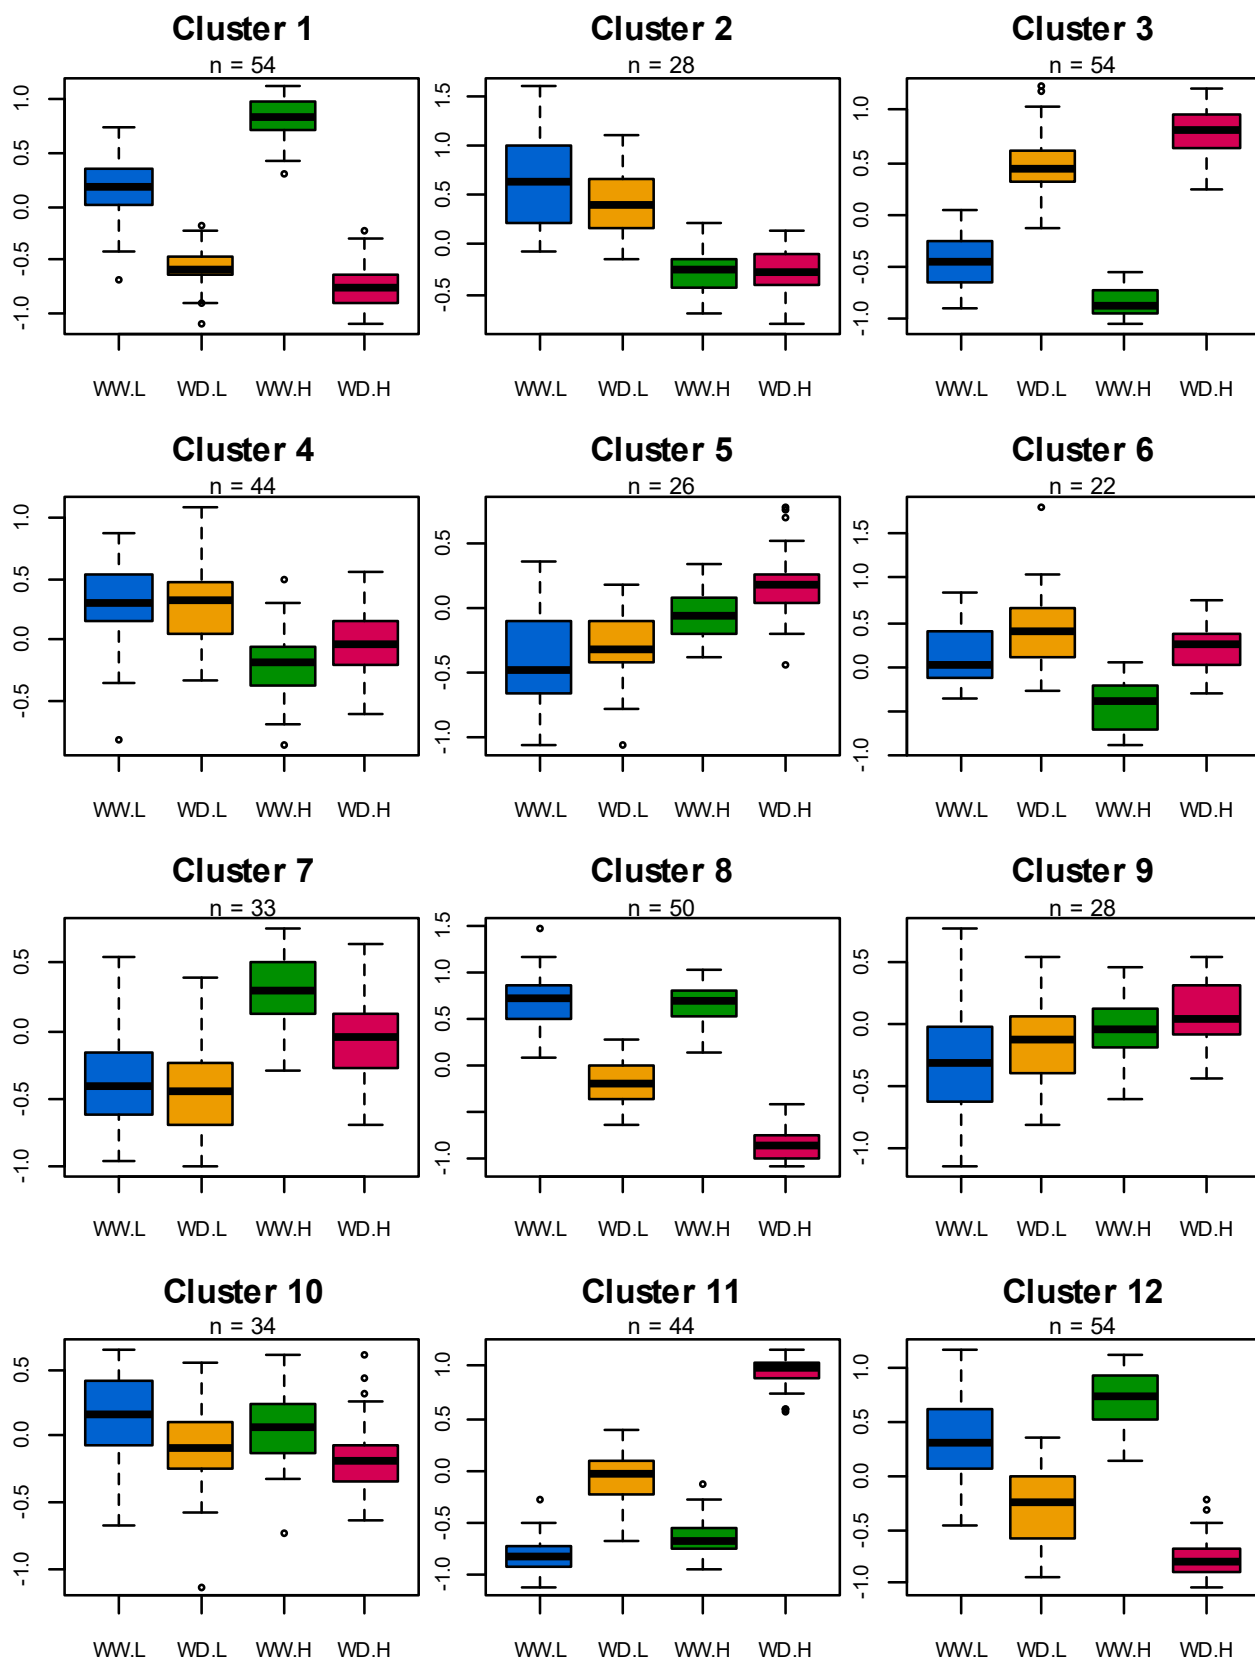 Cluster 1 Cluster 2 Cluster 3
n = 54 n = 28 n = 54
1.0 0.5 0.0 -0.5 -1.0
1.5 1.0 0.5 0.0 -0.5
1.0 0.5 0.0 -0.5 -1.0
WW.L WD.L WW.H WD.H WW.L WD.L WW.H WD.H WW.L WD.L WW.H WD.H
Cluster 4 Cluster 5 Cluster 6
n = 44 n = 26 n = 22
1.0 0.5 0.0 -0.5
0.5 0.0 -0.5 -1.0
1.5 1.0 0.5 0.0 -1.0
WW.L WD.L WW.H WD.H WW.L WD.L WW.H WD.H WW.L WD.L WW.H WD.H
Cluster 7 Cluster 8 Cluster 9
n = 33 n = 50 n = 28
0.5 0.0 -0.5 -1.0
1.5 1.0 0.5 0.0 -1.0
0.5 0.0 -0.5 -1.0
WW.L WD.L WW.H WD.H WW.L WD.L WW.H WD.H WW.L WD.L WW.H WD.H
Cluster 10 Cluster 11 Cluster 12
n = 34 n = 44 n = 54
0.5 0.0 -0.5 -1.0
1.0 0.5 0.0 -0.5 -1.0
1.0 0.5 0.0 -0.5 -1.0
WW.L WD.L WW.H WD.H WW.L WD.L WW.H WD.H WW.L WD.L WW.H WD.H